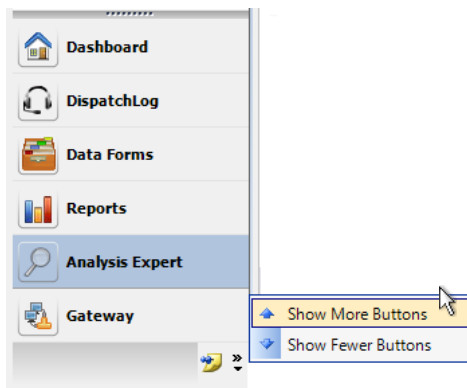 Dashboard
DispatchLog
Data Forms
Reports
Analysis Expert
Gateway
Show More Buttons
Show Fewer Buttons